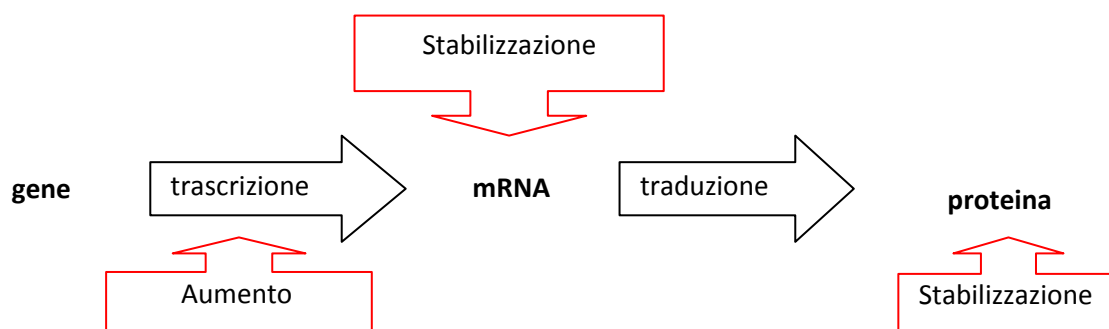 Stabilizzazione
gene
trascrizione
mRNA
traduzione
proteina
Aumento
Stabilizzazione